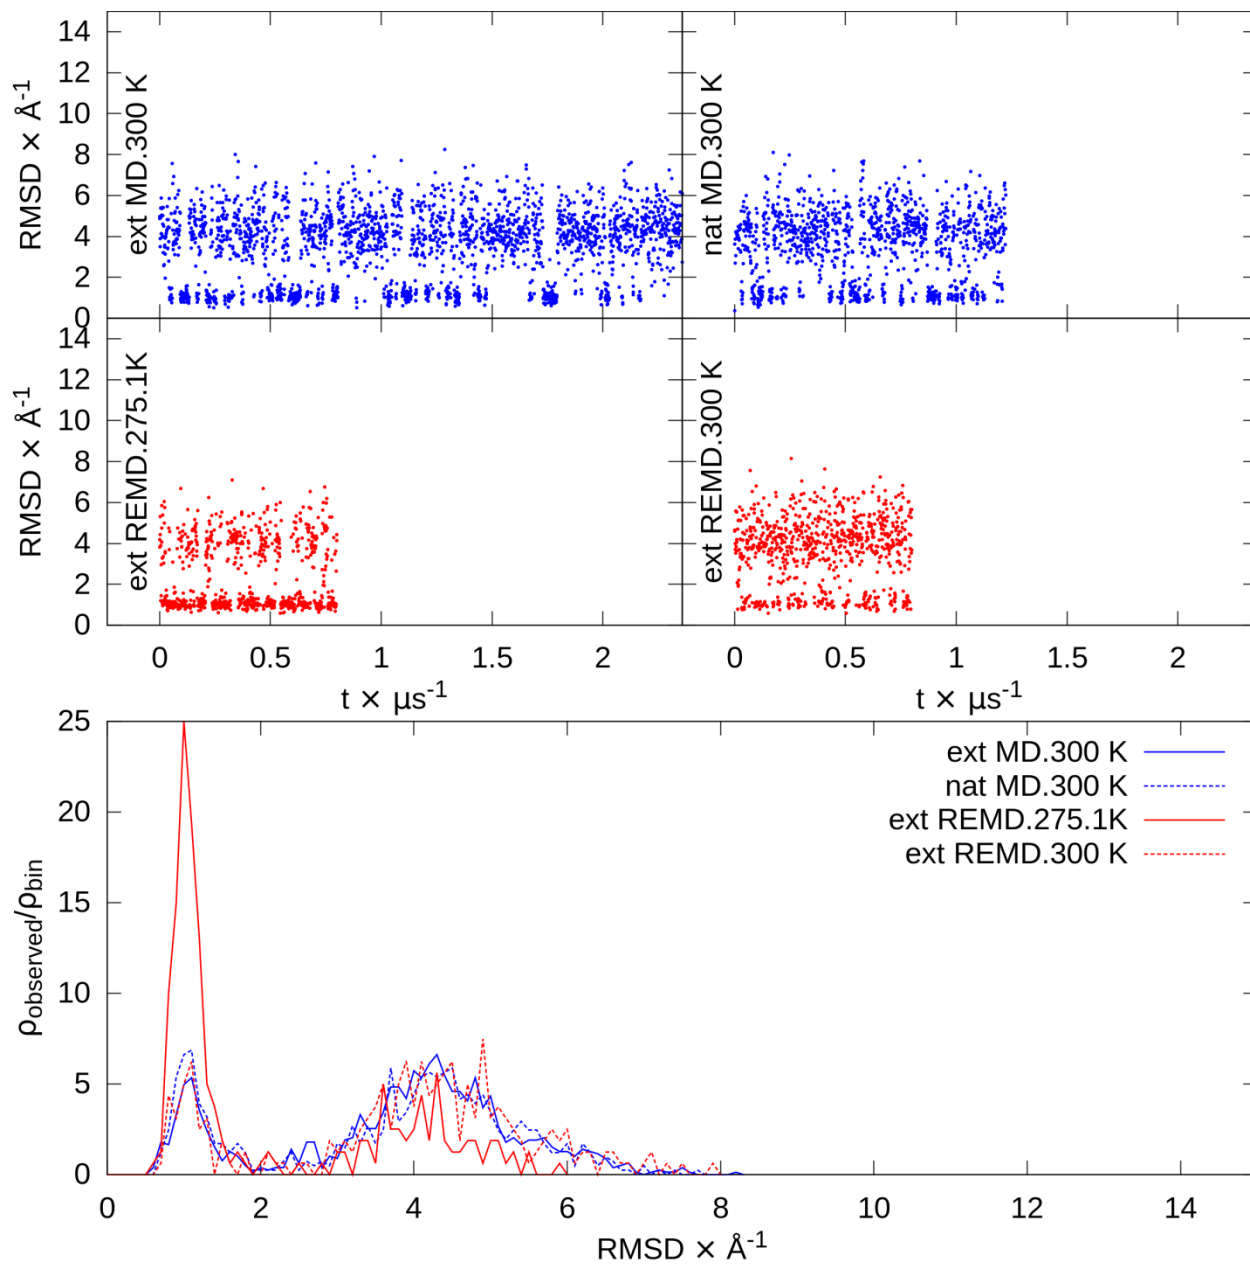 RMSD × Å-1
14
12
10
8
6
4
2
0
ext MD.300 K
nat MD.300 K
RMSD × Å-1
14
12
10
8
6
4
2
0
ext REMD.275.1K
ext REMD.300 K
0 0.5 1 1.5 2
0 0.5 1 1.5 2
t × μs-1
t × μs-1
ρobserved/ρbin
25
20
15
10
5
0
ext MD.300 K
nat MD.300 K
ext REMD.275.1K
ext REMD.300 K
0 2 4 6 8 10 12 14
RMSD × Å-1